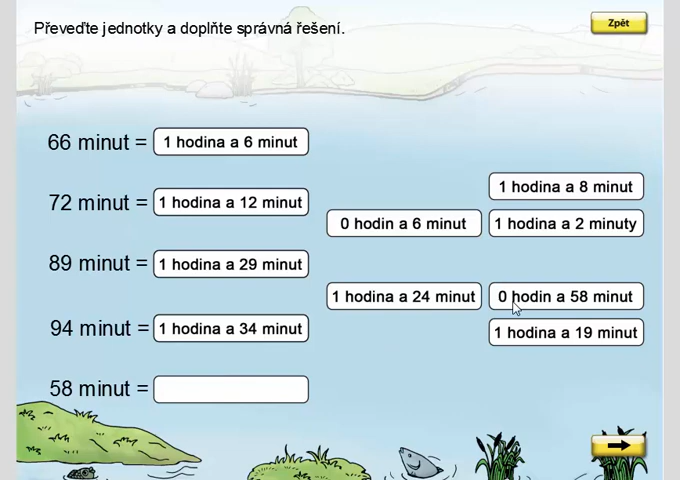 Převeďte jednotky a doplňte správná řešení.
Zpět
66 minut = 1 hodina a 6 minut
72 minut = 1 hodina a 12 minut
89 minut = 1 hodina a 29 minut
94 minut = 1 hodina a 34 minut
58 minut =
1 hodina a 8 minut
0 hodin a 6 minut
1 hodina a 2 minuty
1 hodina a 24 minut
0 hodin a 58 minut
1 hodina a 19 minut